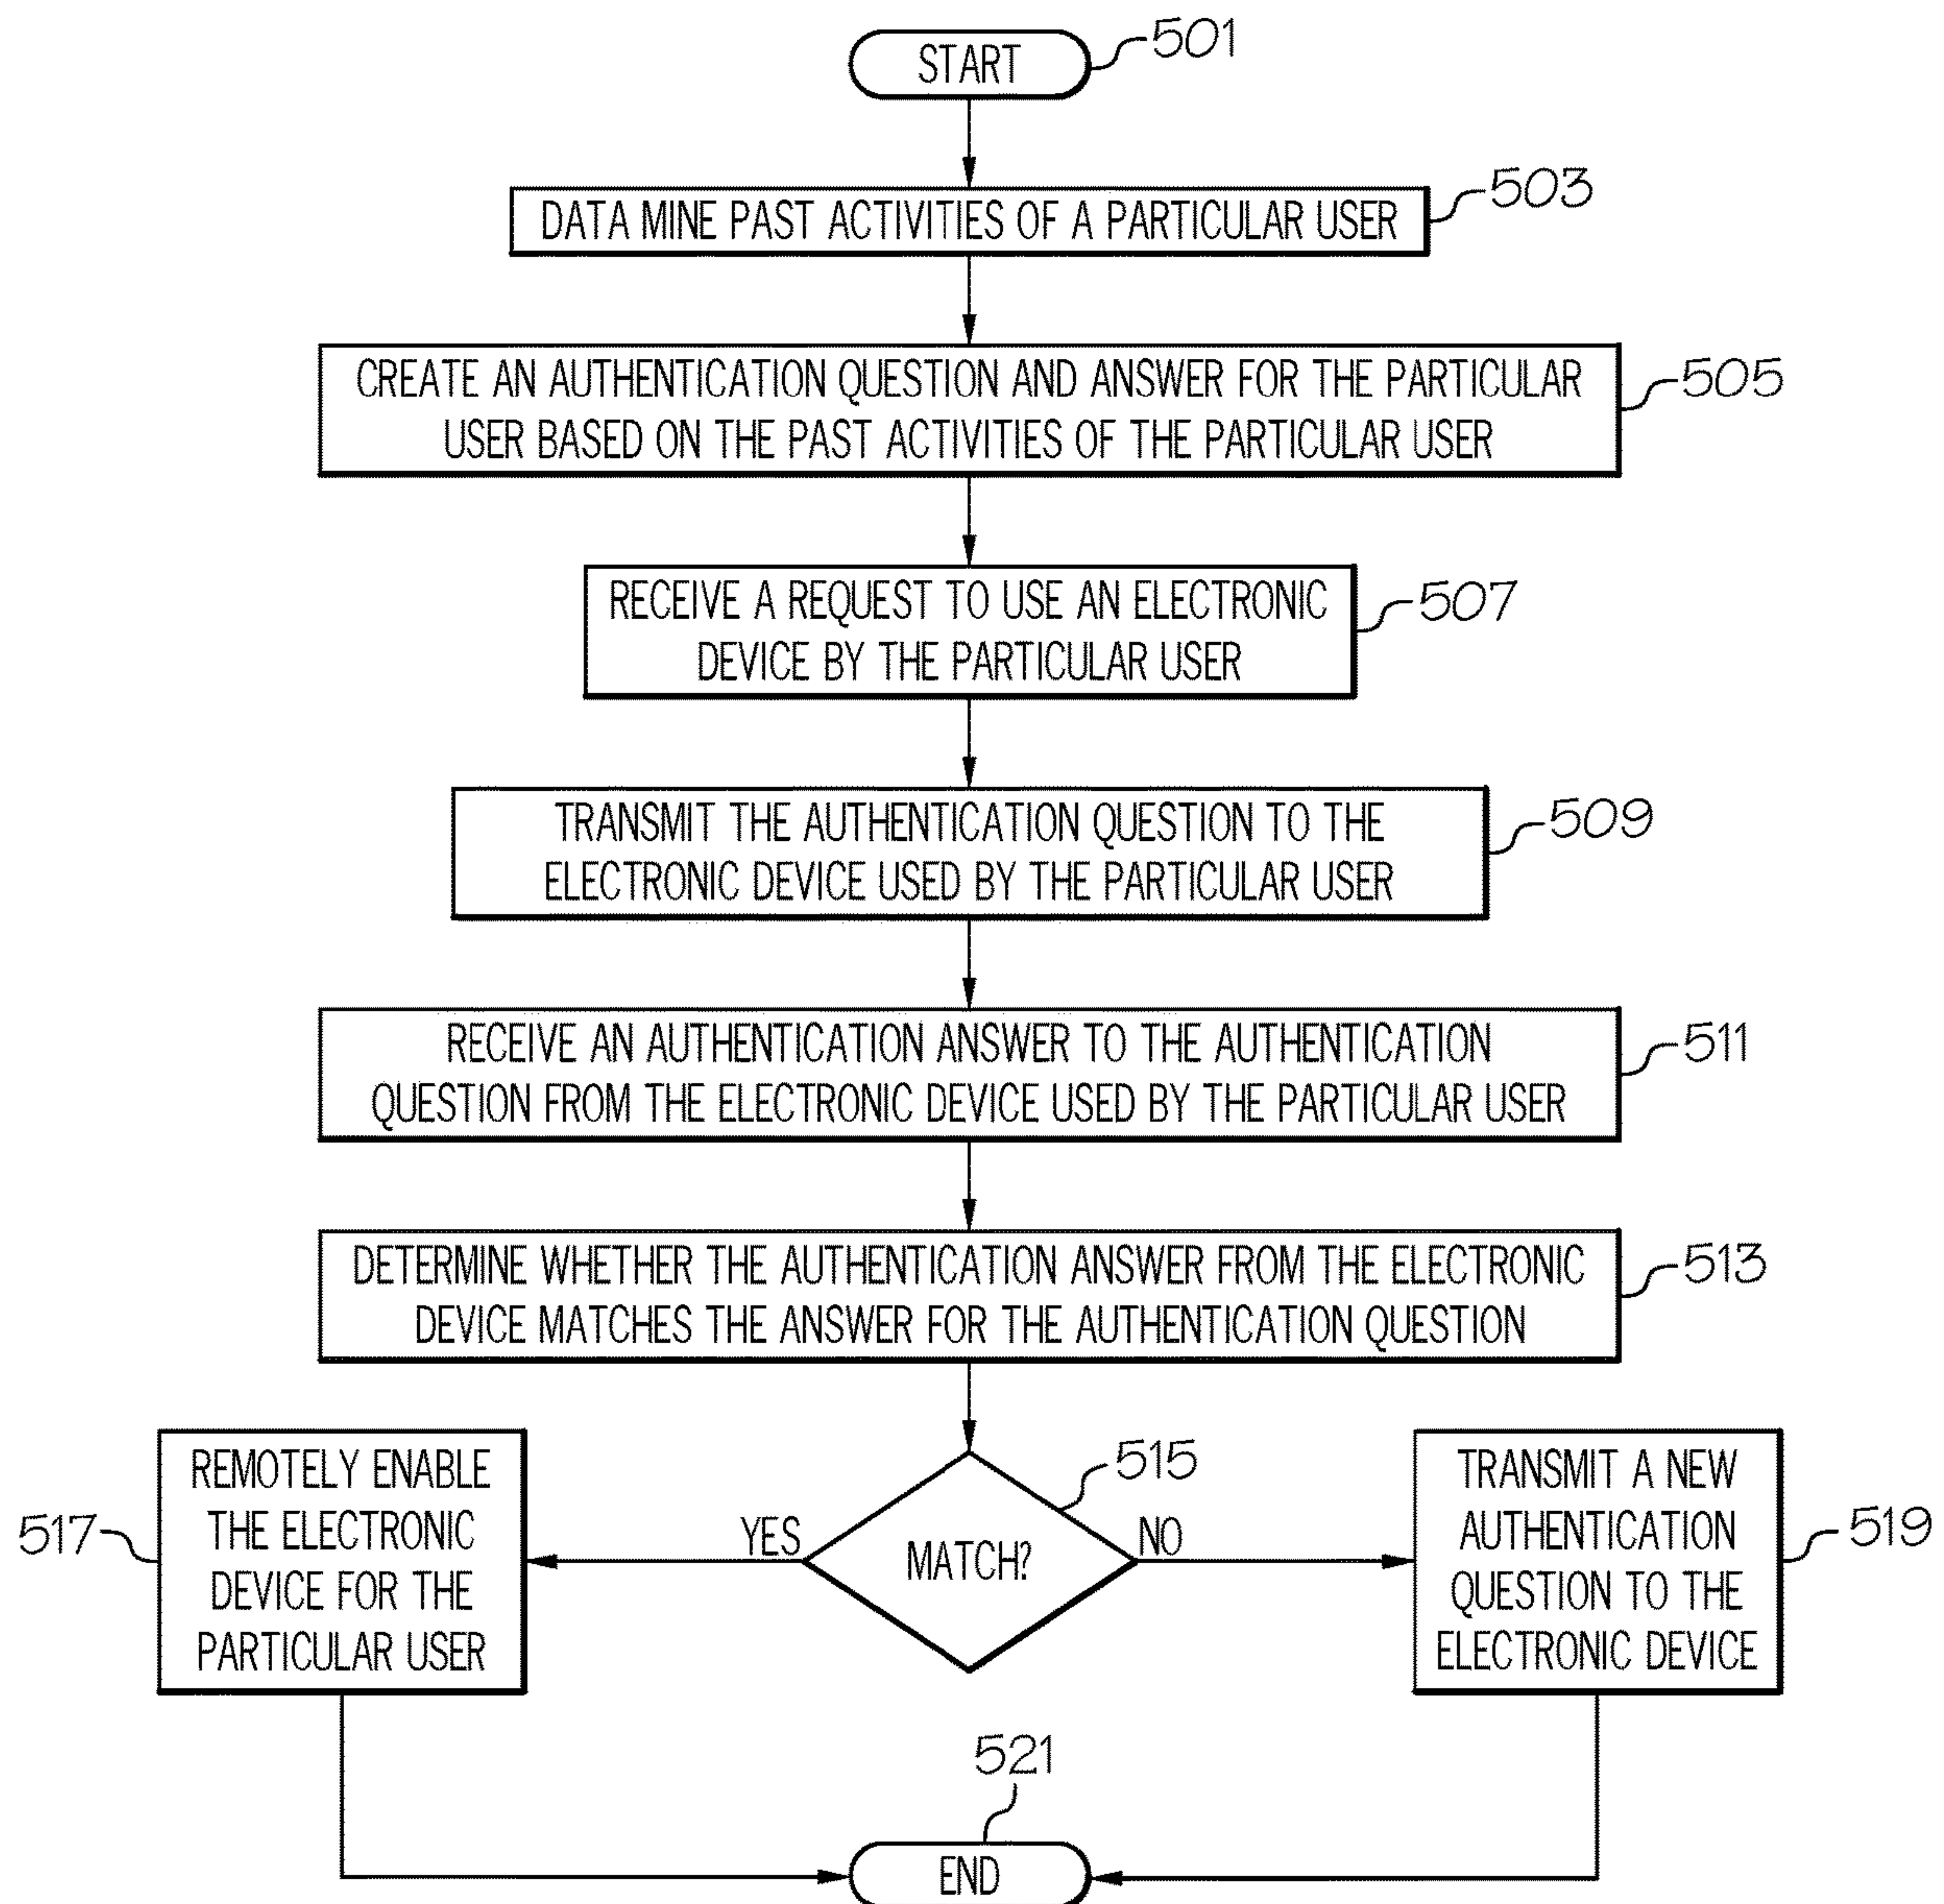 START
501
DATA MINE PAST ACTIVITIES OF A PARTICULAR USER
503
CREATE AN AUTHENTICATION QUESTION AND ANSWER FOR THE PARTICULAR
USER BASED ON THE PAST ACTIVITIES OF THE PARTICULAR USER
505
RECEIVE A REQUEST TO USE AN ELECTRONIC
DEVICE BY THE PARTICULAR USER
507
TRANSMIT THE AUTHENTICATION QUESTION TO THE
ELECTRONIC DEVICE USED BY THE PARTICULAR USER
509
RECEIVE AN AUTHENTICATION ANSWER TO THE AUTHENTICATION
QUESTION FROM THE ELECTRONIC DEVICE USED BY THE PARTICULAR USER
511
DETERMINE WHETHER THE AUTHENTICATION ANSWER FROM THE ELECTRONIC
DEVICE MATCHES THE ANSWER FOR THE AUTHENTICATION QUESTION
513
517
REMOTELY ENABLE
THE ELECTRONIC
DEVICE FOR THE
PARTICULAR USER
YES
MATCH?
515
NO
TRANSMIT A NEW
AUTHENTICATION
QUESTION TO THE
ELECTRONIC DEVICE
519
521
END